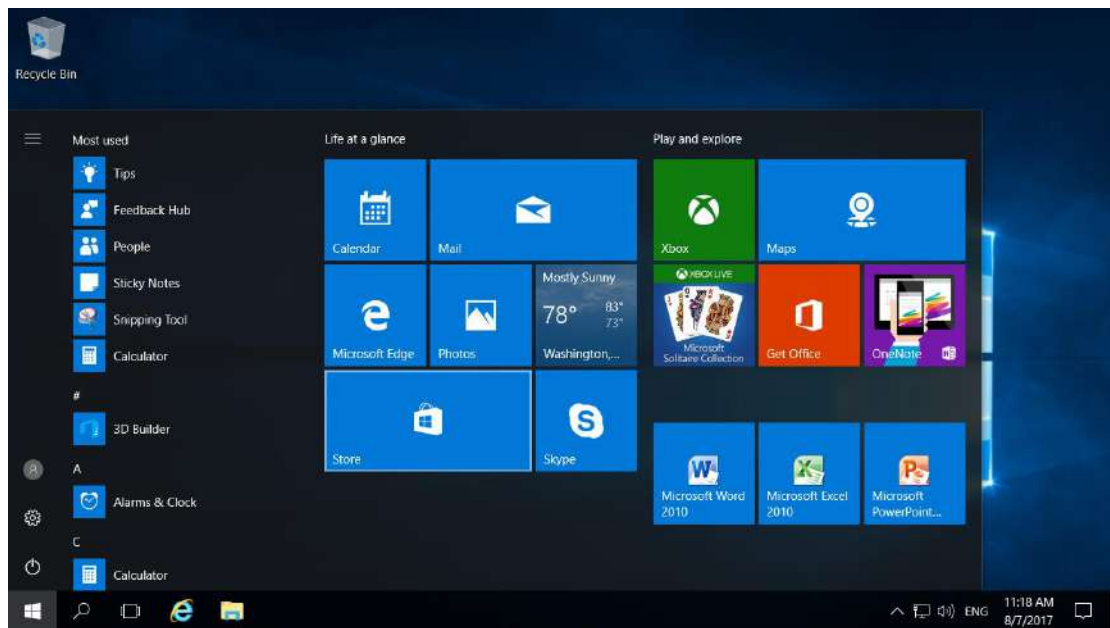 Recycle Bin
Most used
Tips
Feedback Hub
People
Sticky Notes
Snipping Tool
Calculator
#
3D Builder
A
Alarms & Clock
C
Calculator
Life at a glance
Calendar
Mail
Microsoft Edge
Photos
Mostly Sunny
78° 83°
73°
Washington,...
Store
Skype
Play and explore
Xbox
Maps
XBOX LIVE
Microsoft
Solitaire Collection
Get Office
OneNote
Microsoft Word
2010
Microsoft Excel
2010
Microsoft
PowerPoint...
ENG
11:18 AM
8/7/2017